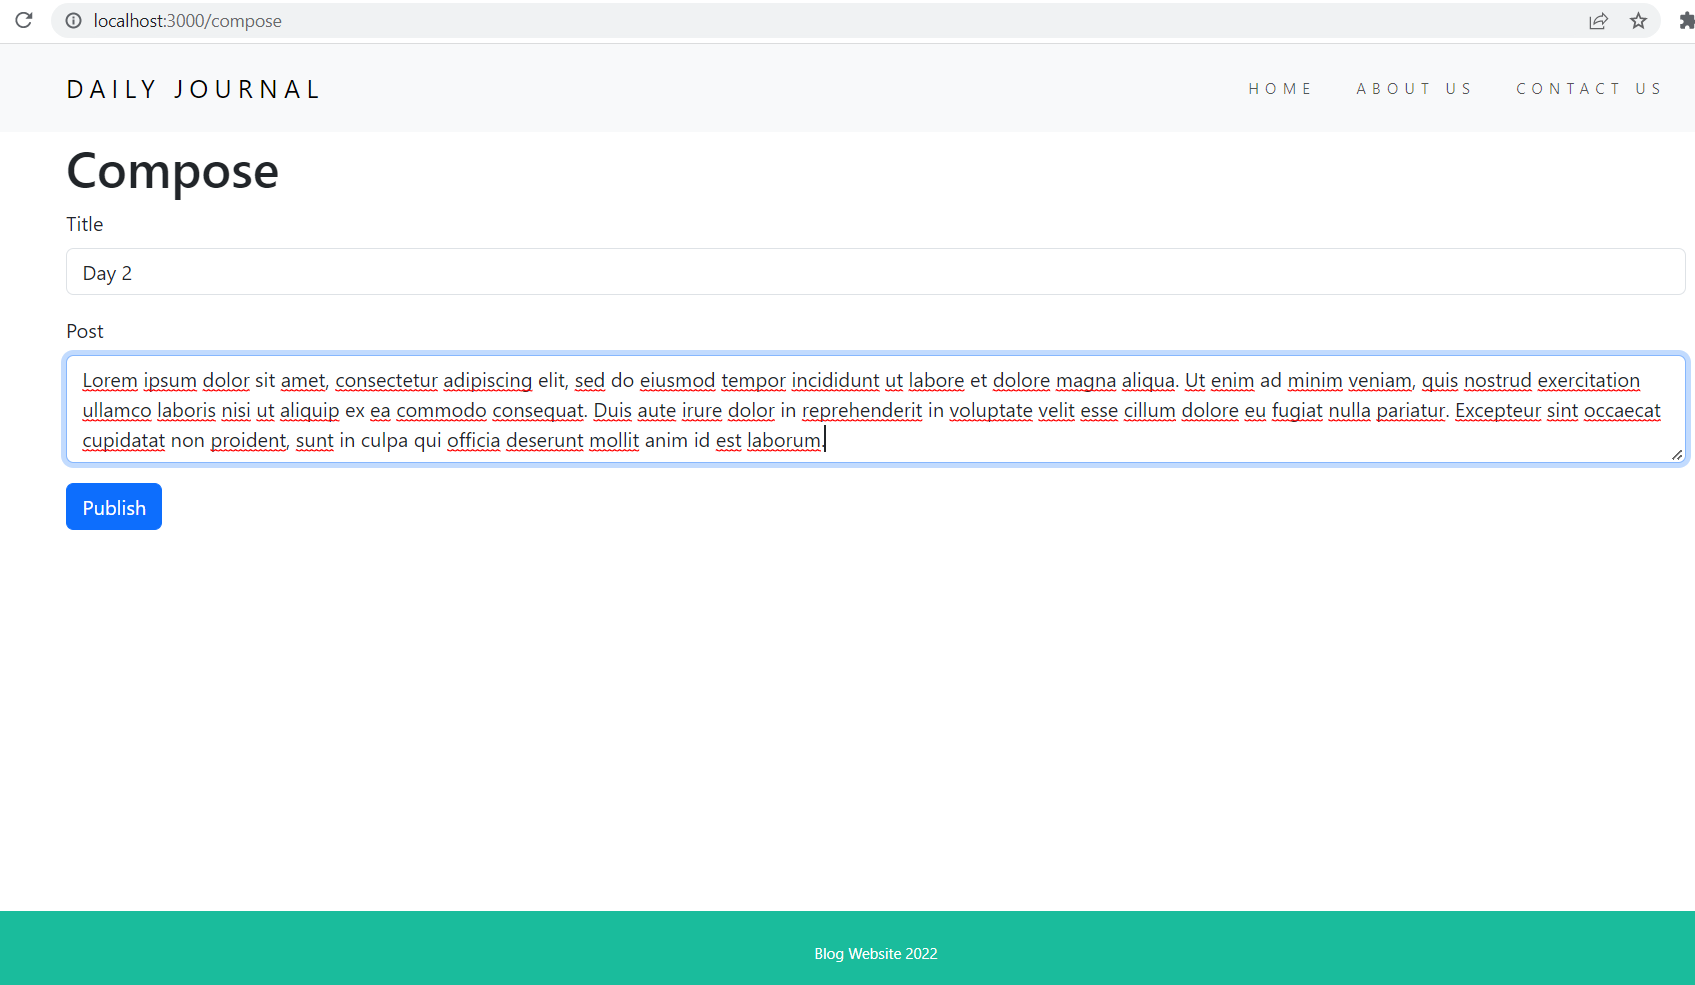 localhost:3000/compose
DAILY JOURNAL
HOME ABOUT US CONTACT US
Compose
Title
Day 2
Post
Lorem ipsum dolor sit amet, consectetur adipiscing elit, sed do eiusmod tempor incididunt ut labore et dolore magna aliqua. Ut enim ad minim veniam, quis nostrud exercitation
ullamco laboris nisi ut aliquip ex ea commodo consequat. Duis aute irure dolor in reprehenderit in voluptate velit esse cillum dolore eu fugiat nulla pariatur. Excepteur sint occaecat
cupidatat non proident, sunt in culpa qui officia deserunt mollit anim id est laborum.
Publish
Blog Website 2022